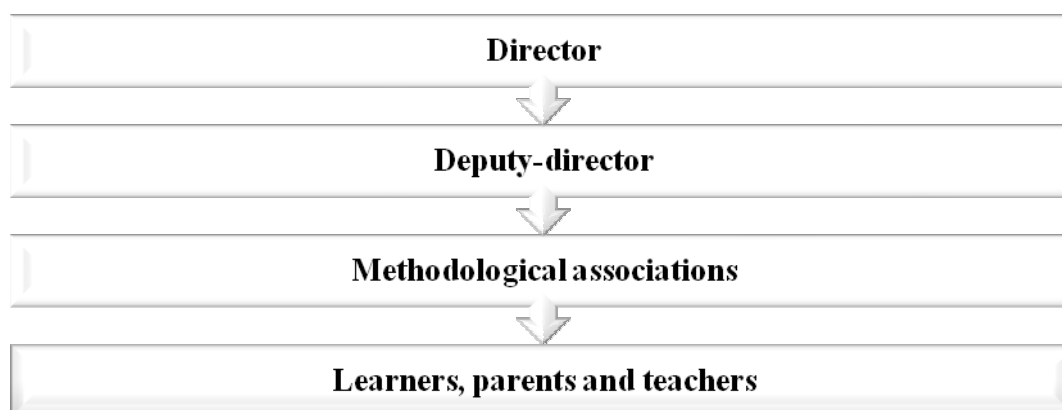 Director
Deputy-director
Methodological associations
Learners, parents and teachers